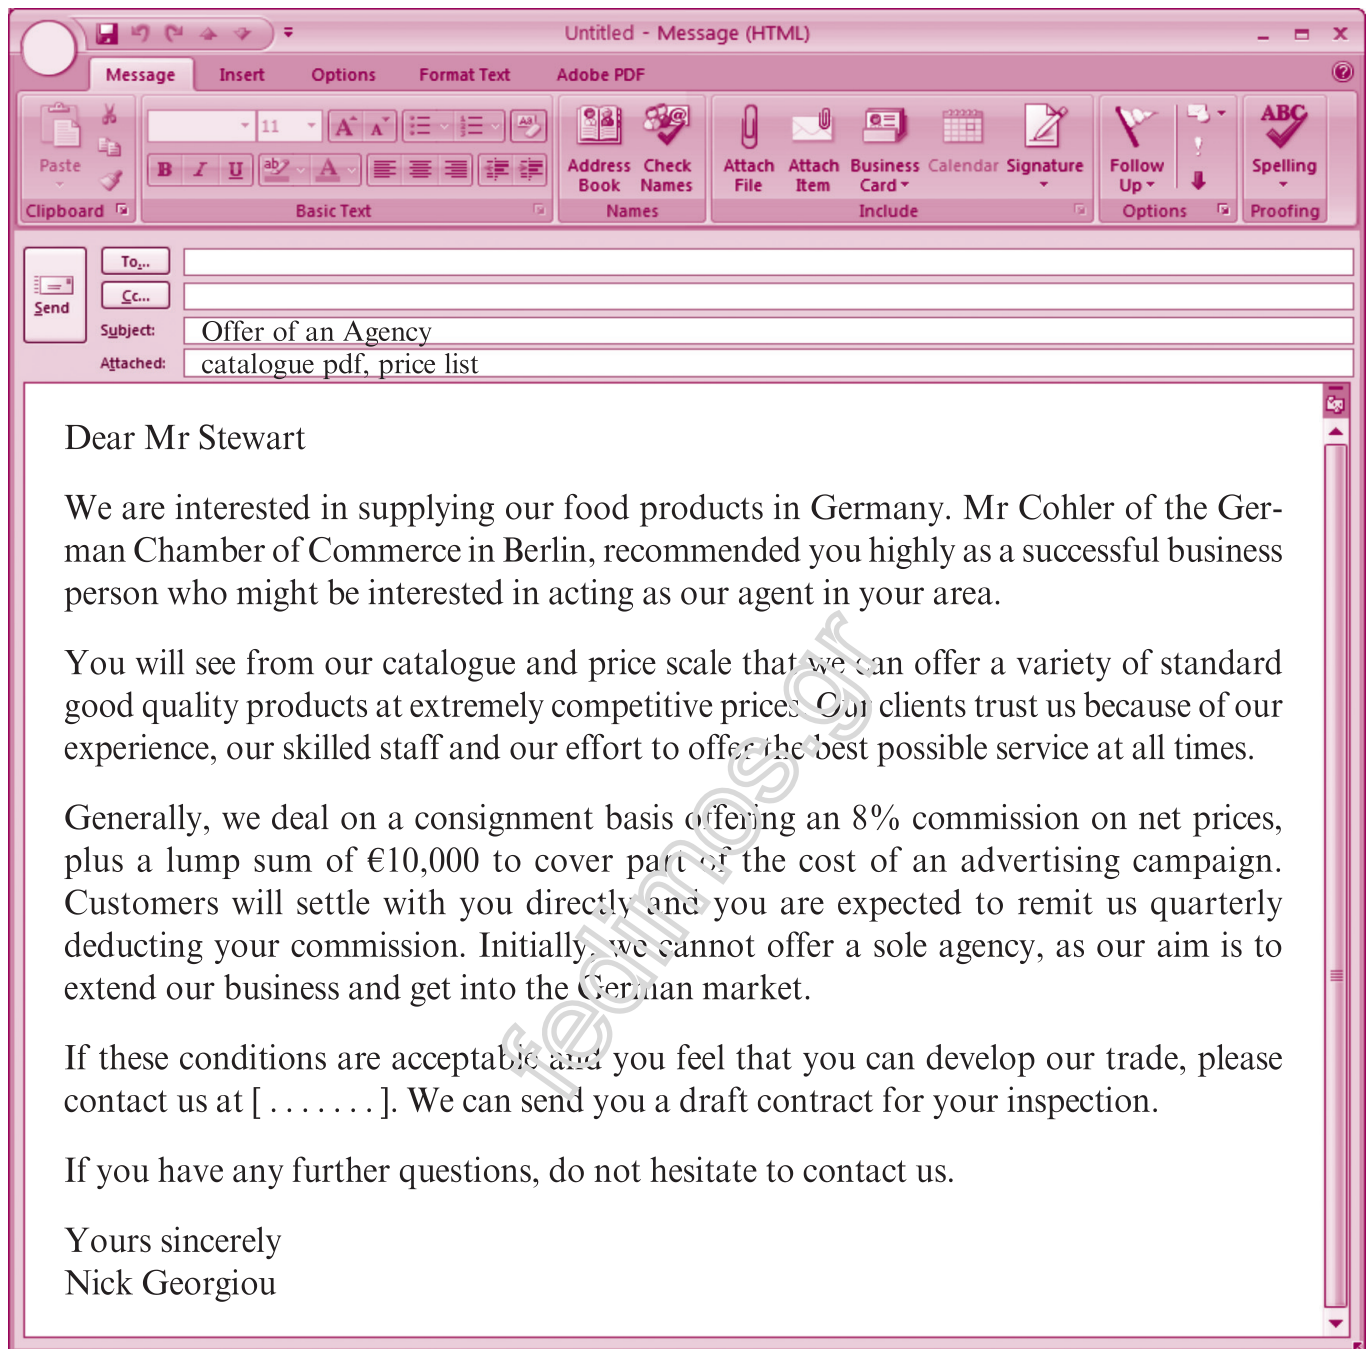 Untitled - Message (HTML)
Message Insert Options Format Text Adobe PDF
Paste
Clipboard
11
Basic Text
Address Book
Check Names
Names
Attach File
Attach Item
Business Card
Calendar
Signature
Include
Follow Up
Options
ABC
Spelling
Proofing
Send
To...
Cc...
Subject: Offer of an Agency
Attached: catalogue pdf, price list
Dear Mr Stewart
We are interested in supplying our food products in Germany. Mr Cohler of the Ger-
man Chamber of Commerce in Berlin, recommended you highly as a successful business
person who might be interested in acting as our agent in your area.
You will see from our catalogue and price scale that we can offer a variety of standard
good quality products at extremely competitive prices. Our clients trust us because of our
experience, our skilled staff and our effort to offer the best possible service at all times.
Generally, we deal on a consignment basis offering an 8% commission on net prices,
plus a lump sum of €10,000 to cover part of the cost of an advertising campaign.
Customers will settle with you directly and you are expected to remit us quarterly
deducting your commission. Initially, we cannot offer a sole agency, as our aim is to
extend our business and get into the German market.
If these conditions are acceptable and you feel that you can develop our trade, please
contact us at [ . . . . . . . ]. We can send you a draft contract for your inspection.
If you have any further questions, do not hesitate to contact us.
Yours sincerely
Nick Georgiou
fedimos.gr